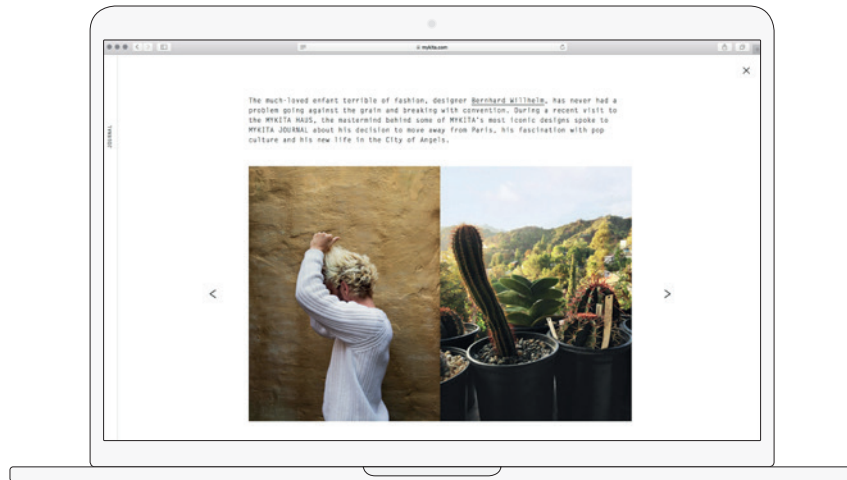 mykita.com
JOURNAL
The much-loved enfant terrible of fashion, designer Bernhard Willhelm, has never had a
problem going against the grain and breaking with convention. During a recent visit to
the MYKITA HAUS, the mastermind behind some of MYKITA's most iconic designs spoke to
MYKITA JOURNAL about his decision to move away from Paris, his fascination with pop
culture and his new life in the City of Angels.